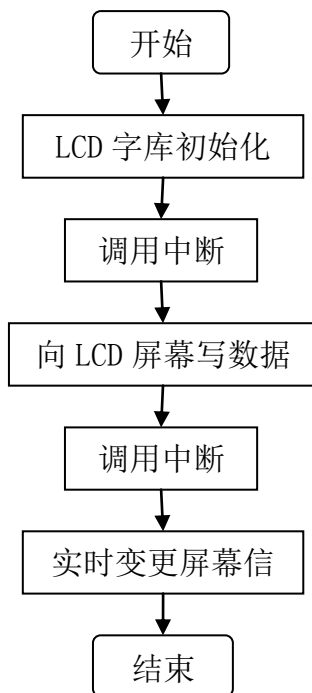 开始
LCD 字库初始化
调用中断
向 LCD 屏幕写数据
调用中断
实时变更屏幕信
结束